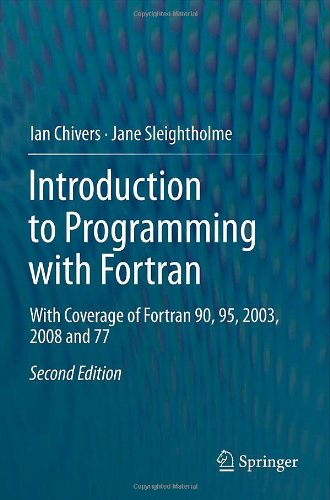 Ian Chivers · Jane Sleightholme
Introduction
to Programming
with Fortran
With Coverage of Fortran 90, 95, 2003,
2008 and 77
Second Edition
Springer